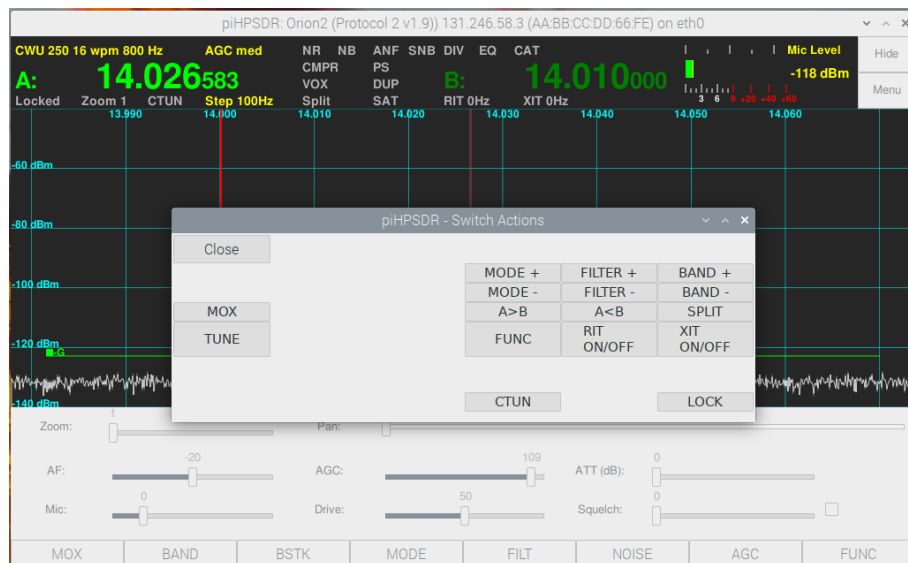 piHPSDR: Orion2 (Protocol 2 v1.9)) 131.246.58.3 (AA:BB:CC:DD:66:FE) on eth0
CWU 250 16 wpm 800 Hz AGC med NR NB ANF SNB DIV EQ CAT Mic Level Hide
CMPR PS
A: 14.026583 VOX DUP B: 14.010000 -118 dBm Menu
Locked Zoom 1 CTUN Step 100Hz Split SAT RIT 0Hz XIT 0Hz 3 6 9 +20 +40 +60
13.990 14.000 14.010 14.020 14.030 14.040 14.050 14.060
-60 dBm
-80 dBm
piHPSDR - Switch Actions
Close
MODE + FILTER + BAND +
-100 dBm
MODE - FILTER - BAND -
MOX A>B A<B SPLIT
TUNE FUNC RIT ON/OFF XIT ON/OFF
-120 dBm
-G
CTUN LOCK
-140 dBm
1
Zoom: Pan:
-20 109 0
AF: AGC: ATT (dB):
0 50 0
Mic: Drive: Squelch:
MOX BAND BSTK MODE FILT NOISE AGC FUNC